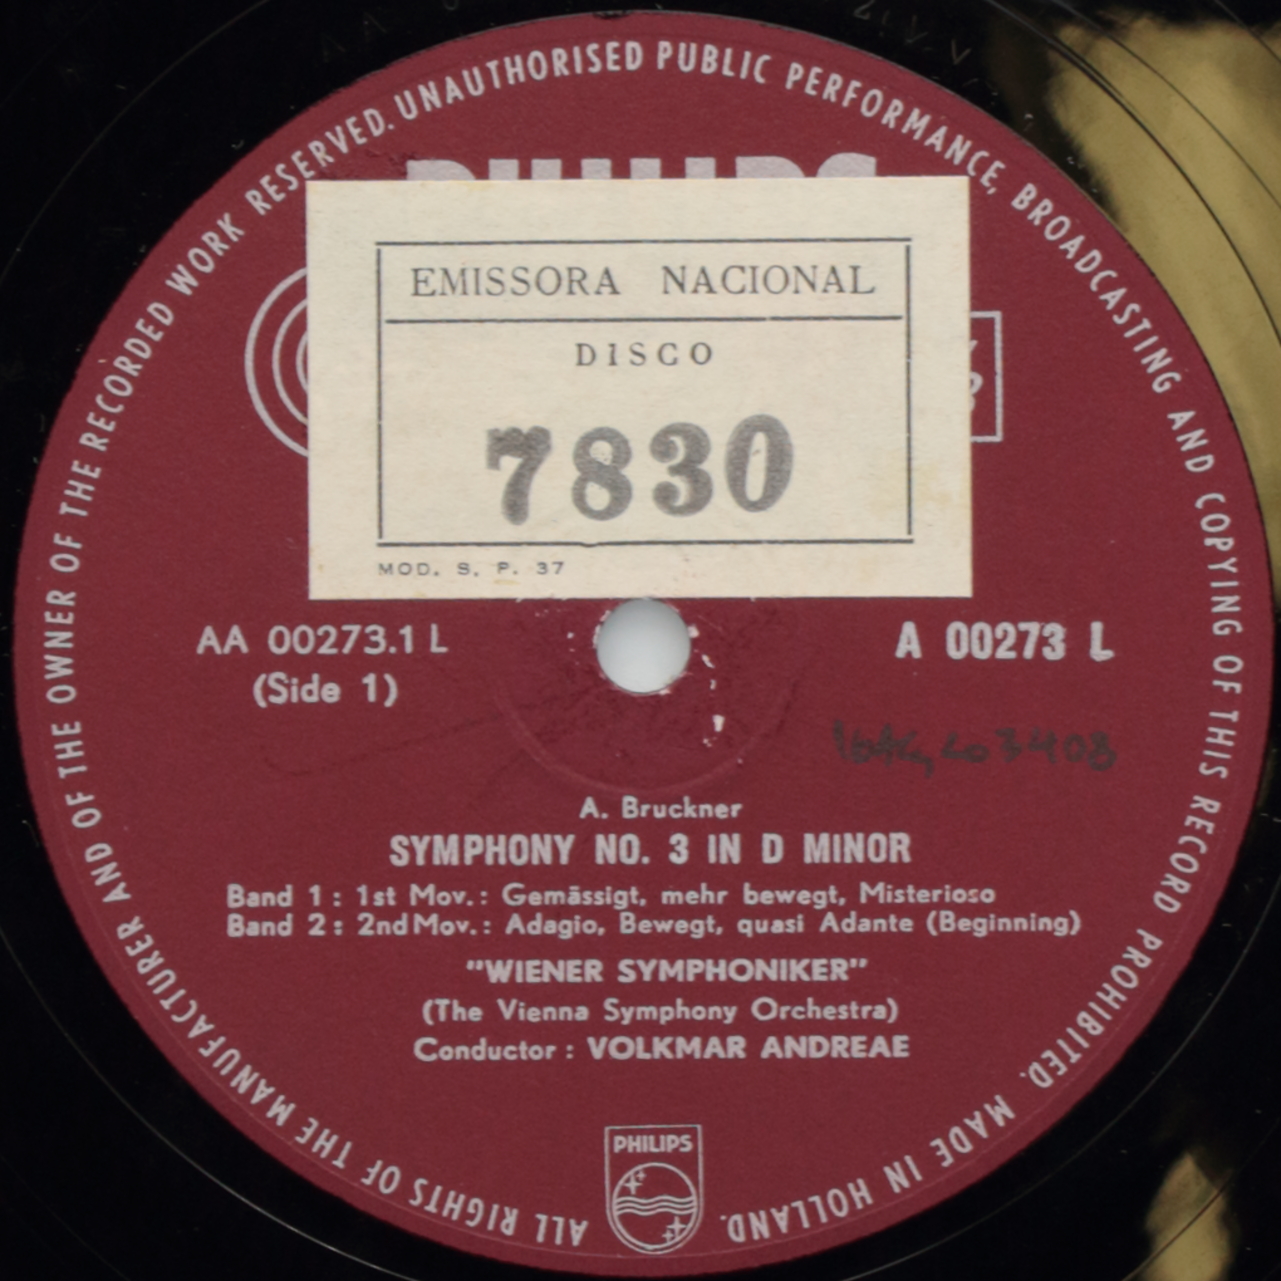 ALL RIGHTS OF THE MANUFACTURER AND OF THE OWNER OF THE RECORDED WORK RESERVED. UNAUTHORISED PUBLIC PERFORMANCE, BROADCASTING AND COPYING OF THIS RECORD PROHIBITED. MADE IN HOLLAND.
PHILIPS
EMISSORA NACIONAL
DISCO
7830
MOD. S. P. 37
AA 00273.1 L
(Side 1)
A 00273 L
A. Bruckner
SYMPHONY NO. 3 IN D MINOR
Band 1 : 1st Mov.: Gemässigt, mehr bewegt, Misterioso
Band 2 : 2nd Mov.: Adagio, Bewegt, quasi Adante (Beginning)
"WIENER SYMPHONIKER"
(The Vienna Symphony Orchestra)
Conductor : VOLKMAR ANDREAE
PHILIPS